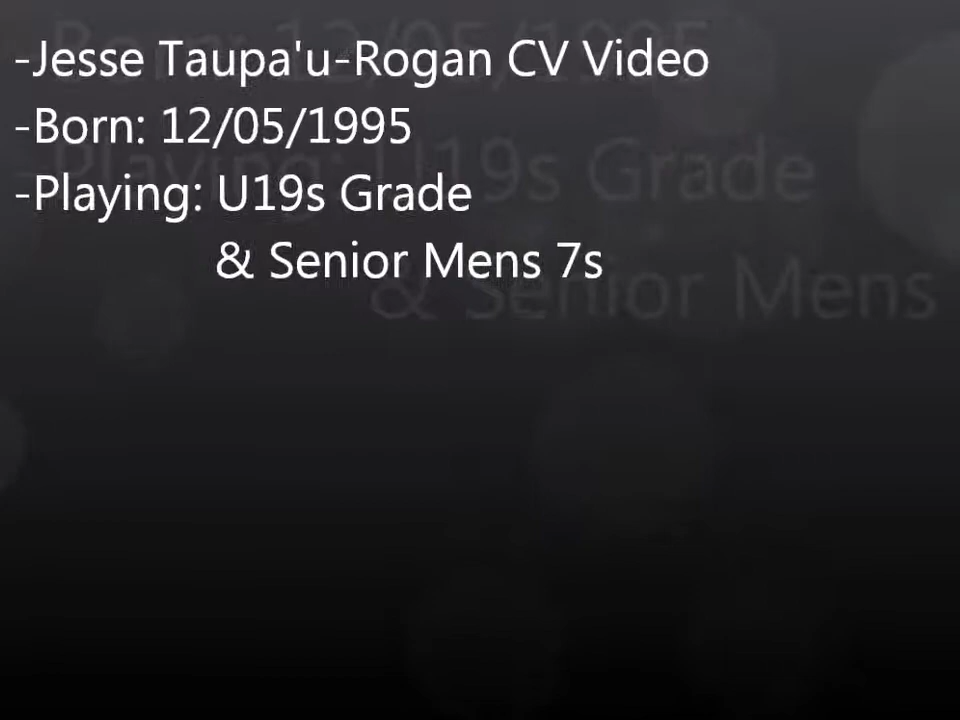 -Jesse Taupa'u-Rogan CV Video
-Born: 12/05/1995
-Playing: U19s Grade
& Senior Mens 7s